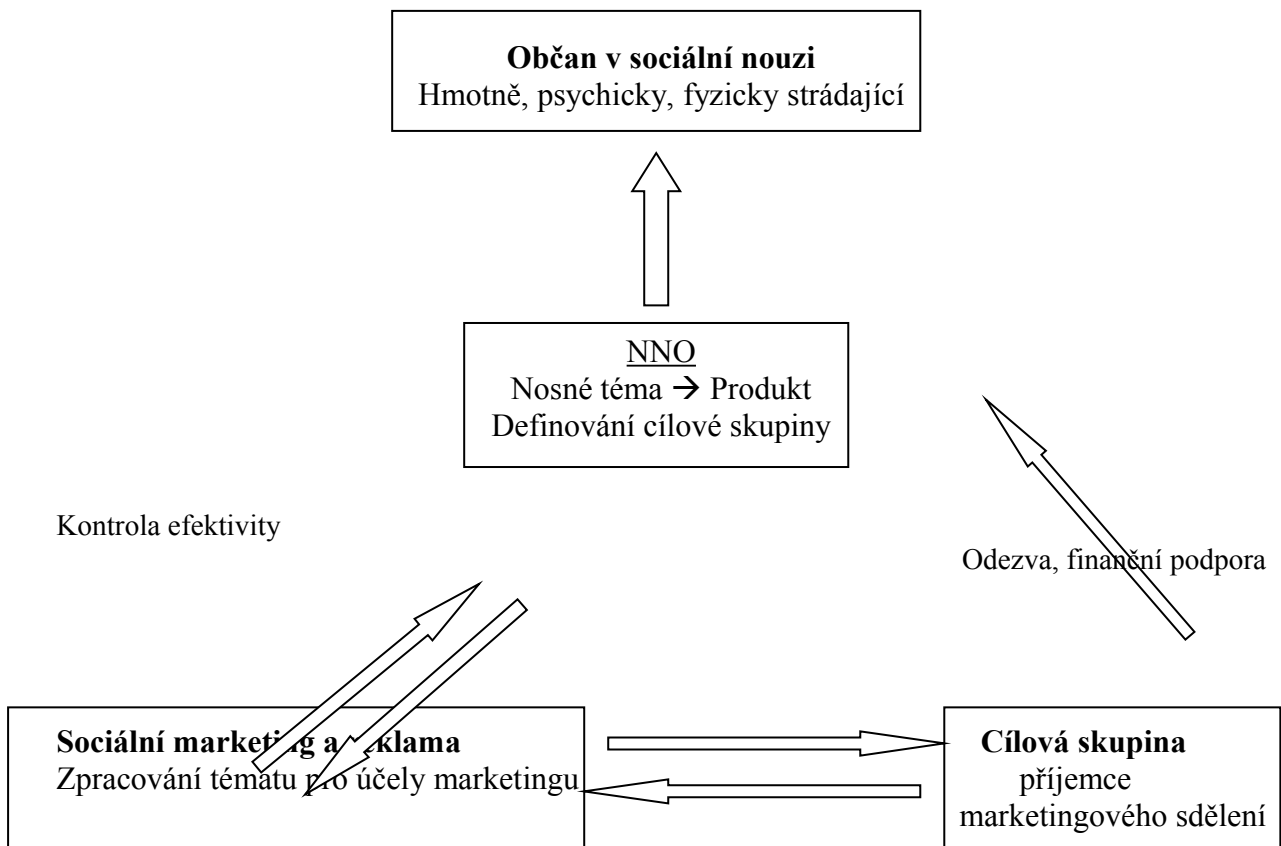 Občan v sociální nouzi
Hmotně, psychicky, fyzicky strádající
NNO
Nosné téma → Produkt
Definování cílové skupiny
Kontrola efektivity
Odezva, finanční podpora
Sociální marketing a reklama
Zpracování tématu pro účely marketingu
Cílová skupina
příjemce
marketingového sdělení